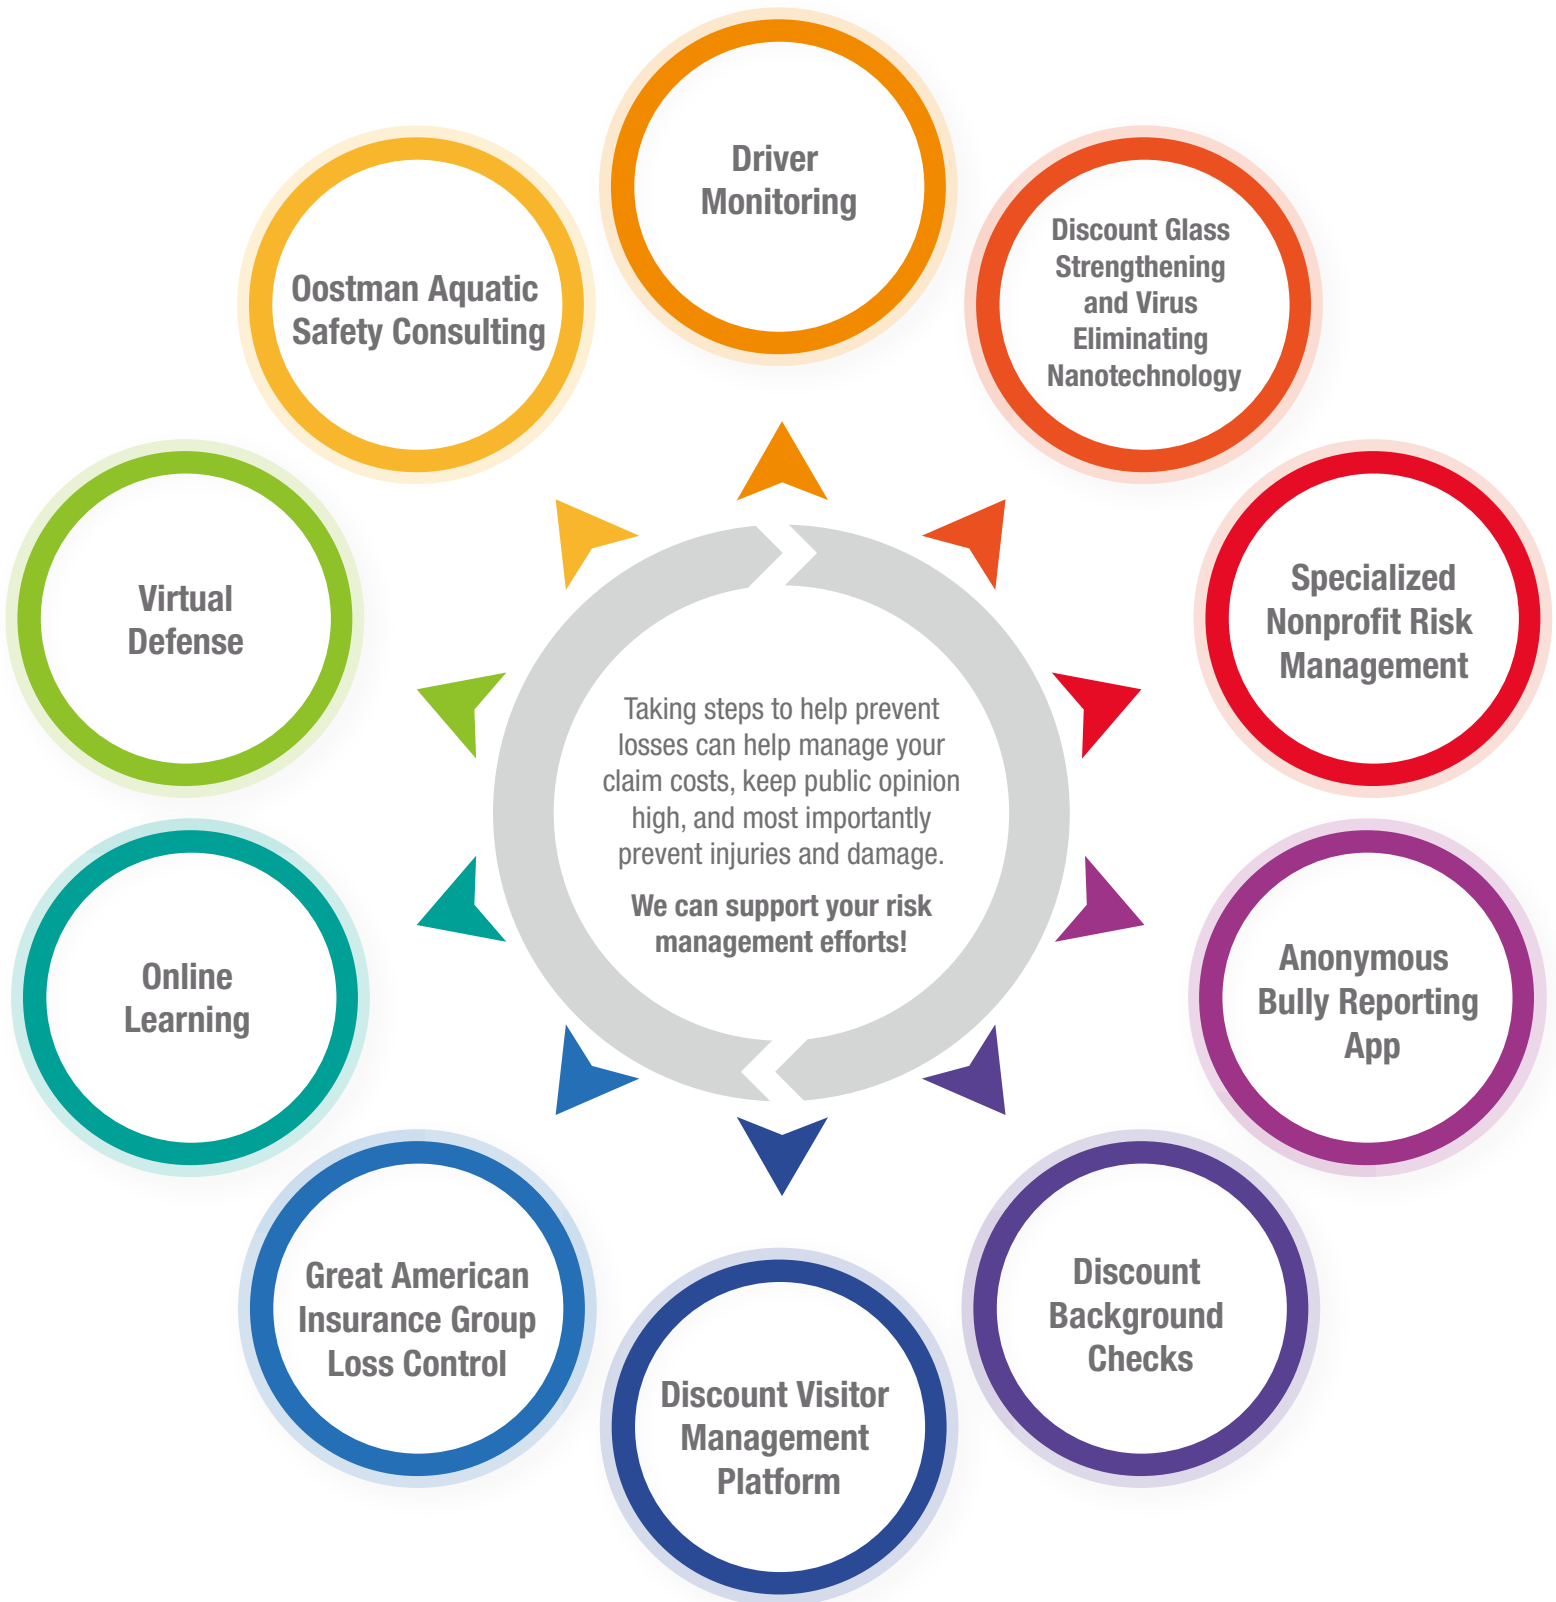 Driver
Monitoring
Discount Glass
Strengthening
and Virus
Eliminating
Nanotechnology
Specialized
Nonprofit Risk
Management
Anonymous
Bully Reporting
App
Discount
Background
Checks
Discount Visitor
Management
Platform
Great American
Insurance Group
Loss Control
Online
Learning
Virtual
Defense
Oostman Aquatic
Safety Consulting
Taking steps to help prevent
losses can help manage your
claim costs, keep public opinion
high, and most importantly
prevent injuries and damage.
We can support your risk
management efforts!